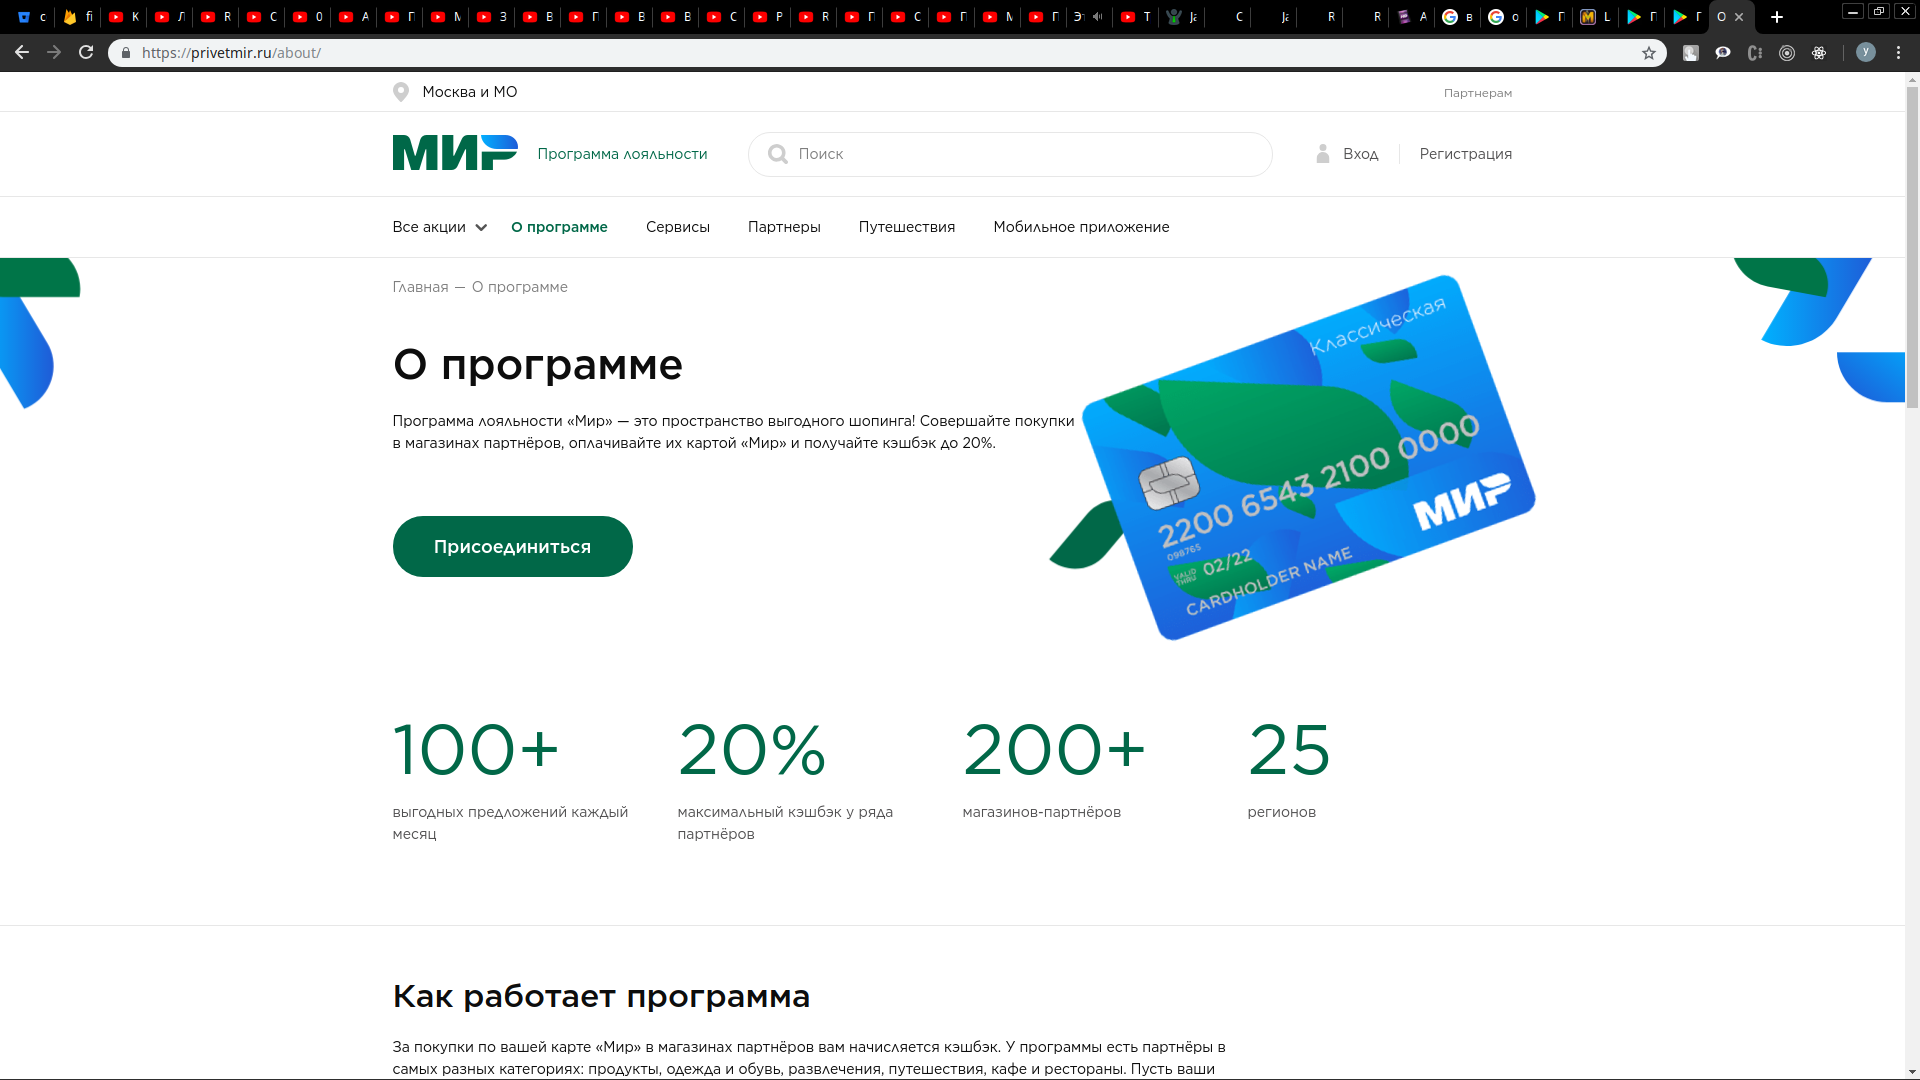 https://privetmir.ru/about/
Москва и МО
Партнерам
МИР
Программа лояльности
Поиск
Вход
Регистрация
Все акции
О программе
Сервисы
Партнеры
Путешествия
Мобильное приложение
Главная — О программе
О программе
Программа лояльности «Мир» — это пространство выгодного шопинга! Совершайте покупки
в магазинах партнёров, оплачивайте их картой «Мир» и получайте кэшбэк до 20%.
Присоединиться
Классическая
2200 6543 2100 0000
098765
VALID
THRU
02/22
CARDHOLDER NAME
МИР
100+
выгодных предложений каждый
месяц
20%
максимальный кэшбэк у ряда
партнёров
200+
магазинов-партнёров
25
регионов
Как работает программа
За покупки по вашей карте «Мир» в магазинах партнёров вам начисляется кэшбэк. У программы есть партнёры в
самых разных категориях: продукты, одежда и обувь, развлечения, путешествия, кафе и рестораны. Пусть ваши